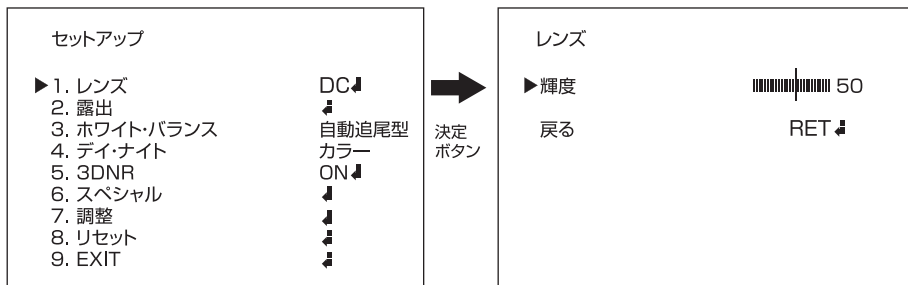 セットアップ
▶1. レンズ DC↲
2. 露出 ↲
3. ホワイト・バランス 自動追尾型
4. デイ・ナイト カラー
5. 3DNR ON↲
6. スペシャル ↲
7. 調整 ↲
8. リセット ↲
9. EXIT ↲
決定
ボタン
レンズ
▶輝度 50
戻る RET↲